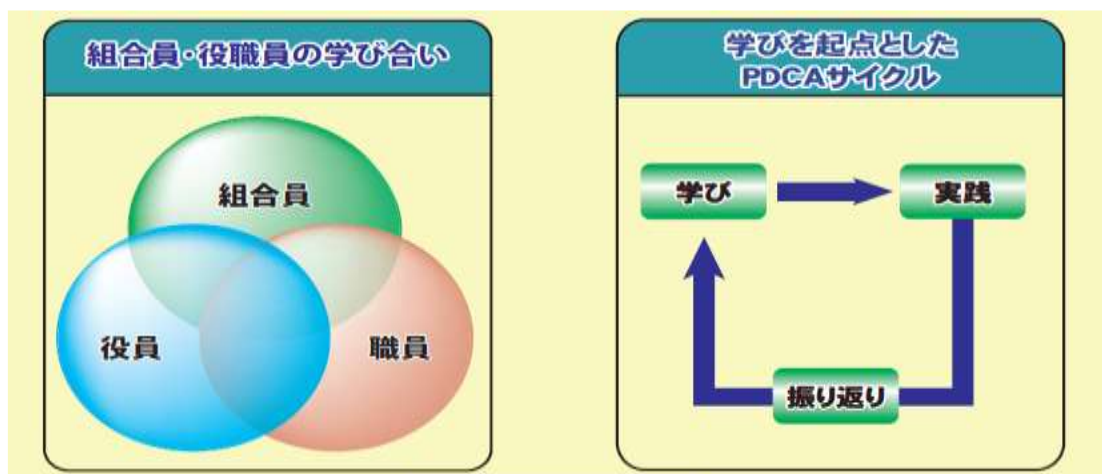 組合員・役職員の学び合い
組合員
役員
職員
学びを起点とした
PDCAサイクル
学び
実践
振り返り